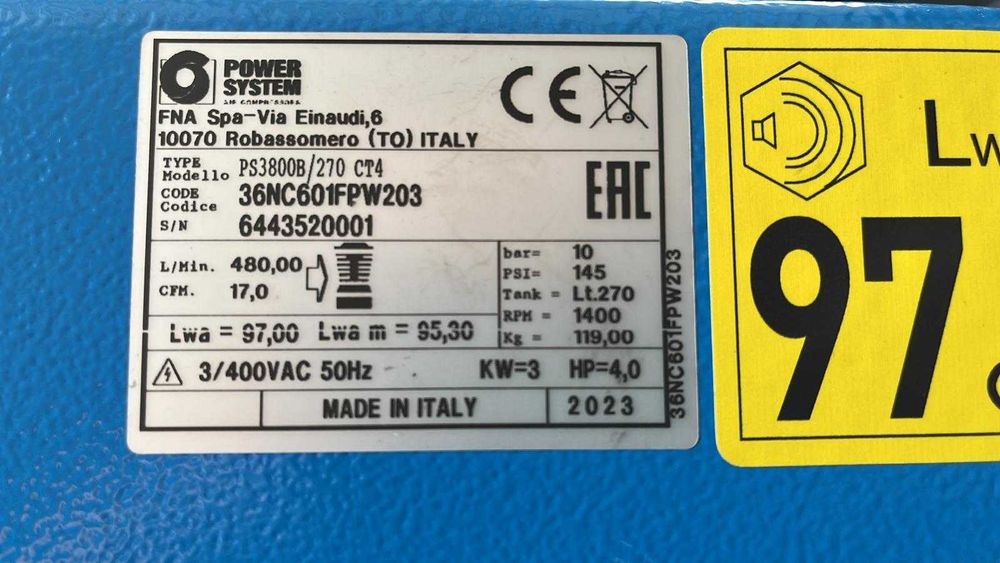 POWER
SYSTEM
AIR COMPRESSORS
FNA Spa-Via Einaudi,6
10070 Robassomero (TO) ITALY
TYPE
Modello PS3800B/270 CT4
CODE
Codice 36NC601FPW203
S/N 6443520001
EAC
CE
L/Min. 480,00
CFM. 17,0
bar= 10
PSI= 145
Tank = Lt.270
RPM = 1400
Kg = 119,00
Lwa = 97,00 Lwa m = 95,30
3/400VAC 50Hz KW=3 HP=4,0
MADE IN ITALY 2023
36NC601FPW203
Lw
97